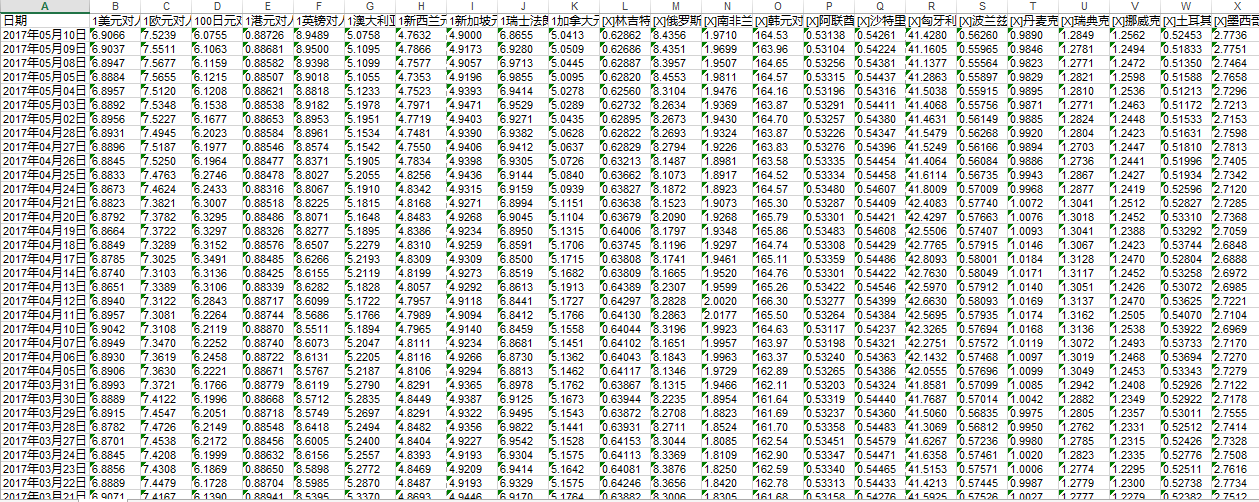 A B C D E F G H I J K L M N O P Q R S T U V W X
日期 1美元对人 1欧元对人 100日元对 1港元对人 1英镑对人 1澳大利亚 1新西兰元 1新加坡元 1瑞士法郎 1加拿大元 [X]林吉特 [X]俄罗斯 [X]南非兰 [X]韩元对 [X]阿联酋 [X]沙特里 [X]匈牙利 [X]波兰兹 [X]丹麦克 [X]瑞典克 [X]挪威克 [X]土耳其 [X]墨西哥
2017年05月10日 6.9066 7.5239 6.0755 0.88726 8.9489 5.0758 4.7632 4.9000 6.8655 5.0413 0.62862 8.4356 1.9710 164.53 0.53138 0.54261 41.4280 0.56260 0.9890 1.2849 1.2562 0.52453 2.7736
2017年05月09日 6.9037 7.5511 6.1063 0.88681 8.9500 5.1095 4.7866 4.9173 6.9280 5.0509 0.62686 8.4351 1.9699 163.96 0.53104 0.54224 41.1605 0.55965 0.9846 1.2781 1.2494 0.51833 2.7751
2017年05月08日 6.8947 7.5677 6.1159 0.88582 8.9398 5.1099 4.7577 4.9057 6.9713 5.0445 0.62887 8.3957 1.9507 164.65 0.53256 0.54381 41.1377 0.55564 0.9823 1.2771 1.2472 0.51350 2.7464
2017年05月05日 6.8884 7.5655 6.1215 0.88507 8.9018 5.1055 4.7353 4.9196 6.9855 5.0095 0.62820 8.4553 1.9811 164.57 0.53315 0.54437 41.2863 0.55897 0.9829 1.2821 1.2598 0.51588 2.7658
2017年05月04日 6.8957 7.5120 6.1208 0.88621 8.8818 5.1233 4.7523 4.9393 6.9414 5.0278 0.62560 8.3104 1.9476 164.16 0.53196 0.54316 41.5038 0.55915 0.9895 1.2810 1.2536 0.51213 2.7296
2017年05月03日 6.8892 7.5348 6.1538 0.88538 8.9182 5.1978 4.7971 4.9471 6.9529 5.0289 0.62732 8.2634 1.9369 163.87 0.53291 0.54411 41.4068 0.55756 0.9871 1.2771 1.2463 0.51172 2.7213
2017年05月02日 6.8956 7.5227 6.1677 0.88653 8.8953 5.1951 4.7719 4.9403 6.9271 5.0435 0.62895 8.2673 1.9430 164.70 0.53257 0.54380 41.4631 0.56149 0.9885 1.2824 1.2448 0.51533 2.7153
2017年04月28日 6.8931 7.4945 6.2023 0.88584 8.8961 5.1534 4.7481 4.9390 6.9382 5.0628 0.62822 8.2693 1.9324 163.87 0.53226 0.54347 41.5479 0.56268 0.9920 1.2804 1.2423 0.51631 2.7598
2017年04月27日 6.8896 7.5187 6.1977 0.88546 8.8574 5.1542 4.7550 4.9406 6.9412 5.0637 0.62829 8.2794 1.9226 163.83 0.53276 0.54396 41.5249 0.56166 0.9894 1.2703 1.2447 0.51810 2.7813
2017年04月26日 6.8845 7.5250 6.1964 0.88477 8.8371 5.1905 4.7834 4.9398 6.9305 5.0726 0.63213 8.1487 1.8981 163.58 0.53335 0.54454 41.4064 0.56084 0.9886 1.2736 1.2441 0.51996 2.7405
2017年04月25日 6.8833 7.4763 6.2746 0.88478 8.8027 5.2055 4.8256 4.9436 6.9144 5.0840 0.63662 8.1073 1.8917 164.52 0.53334 0.54458 41.6114 0.56735 0.9943 1.2867 1.2427 0.51934 2.7342
2017年04月24日 6.8673 7.4624 6.2433 0.88316 8.8067 5.1910 4.8342 4.9315 6.9159 5.0939 0.63827 8.1872 1.8923 164.57 0.53480 0.54607 41.8009 0.57009 0.9968 1.2877 1.2419 0.52596 2.7120
2017年04月21日 6.8823 7.3821 6.3007 0.88518 8.8225 5.1815 4.8168 4.9271 6.8994 5.1151 0.63638 8.1523 1.9073 165.30 0.53287 0.54409 42.4083 0.57740 1.0072 1.3041 1.2512 0.52827 2.7285
2017年04月20日 6.8792 7.3782 6.3295 0.88486 8.8071 5.1648 4.8483 4.9268 6.9045 5.1104 0.63679 8.2090 1.9268 165.79 0.53301 0.54421 42.4297 0.57663 1.0076 1.3018 1.2452 0.53310 2.7368
2017年04月19日 6.8664 7.3722 6.3297 0.88326 8.8277 5.1895 4.8386 4.9234 6.8950 5.1315 0.64006 8.1797 1.9348 165.86 0.53483 0.54608 42.5506 0.57407 1.0093 1.3041 1.2388 0.53292 2.7059
2017年04月18日 6.8849 7.3289 6.3152 0.88576 8.6507 5.2279 4.8310 4.9259 6.8591 5.1706 0.63745 8.1196 1.9297 164.74 0.53308 0.54429 42.7765 0.57915 1.0146 1.3067 1.2423 0.53744 2.6848
2017年04月17日 6.8785 7.3025 6.3491 0.88485 8.6266 5.2193 4.8309 4.9309 6.8500 5.1715 0.63808 8.1741 1.9461 165.11 0.53359 0.54486 42.8093 0.58001 1.0184 1.3128 1.2470 0.52804 2.6888
2017年04月14日 6.8740 7.3103 6.3136 0.88425 8.6155 5.2119 4.8199 4.9273 6.8519 5.1682 0.63809 8.1665 1.9520 164.76 0.53301 0.54422 42.7630 0.58049 1.0171 1.3117 1.2452 0.53258 2.6972
2017年04月13日 6.8651 7.3389 6.3106 0.88339 8.6282 5.1828 4.8057 4.9292 6.8613 5.1913 0.64389 8.2307 1.9599 165.26 0.53422 0.54546 42.5970 0.57912 1.0140 1.3051 1.2426 0.53072 2.6985
2017年04月12日 6.8940 7.3122 6.2843 0.88717 8.6099 5.1722 4.7957 4.9118 6.8441 5.1727 0.64297 8.2828 2.0020 166.30 0.53277 0.54399 42.6630 0.58093 1.0169 1.3137 1.2470 0.53625 2.7221
2017年04月11日 6.8957 7.3081 6.2264 0.88744 8.5686 5.1766 4.7989 4.9094 6.8412 5.1766 0.64130 8.2863 2.0177 165.50 0.53264 0.54384 42.5695 0.57935 1.0174 1.3162 1.2505 0.54070 2.7104
2017年04月10日 6.9042 7.3108 6.2119 0.88870 8.5511 5.1894 4.7965 4.9140 6.8459 5.1558 0.64044 8.3196 1.9923 164.63 0.53117 0.54237 42.3265 0.57694 1.0168 1.3136 1.2538 0.53922 2.6969
2017年04月07日 6.8949 7.3470 6.2252 0.88740 8.6073 5.2047 4.8111 4.9234 6.8681 5.1451 0.64102 8.1651 1.9957 163.97 0.53198 0.54321 42.2751 0.57572 1.0119 1.3072 1.2493 0.53733 2.7170
2017年04月06日 6.8930 7.3619 6.2458 0.88722 8.6131 5.2205 4.8116 4.9266 6.8730 5.1362 0.64043 8.1843 1.9963 163.37 0.53240 0.54363 42.1432 0.57468 1.0097 1.3019 1.2468 0.53694 2.7270
2017年04月05日 6.8906 7.3630 6.2221 0.88671 8.5767 5.2187 4.8106 4.9294 6.8813 5.1462 0.64117 8.1346 1.9729 162.89 0.53265 0.54386 42.0555 0.57696 1.0099 1.3049 1.2453 0.53343 2.7279
2017年03月31日 6.8993 7.3721 6.1766 0.88779 8.6119 5.2790 4.8291 4.9365 6.8978 5.1762 0.63867 8.1315 1.9466 162.11 0.53203 0.54324 41.8581 0.57099 1.0085 1.2942 1.2408 0.52926 2.7122
2017年03月30日 6.8889 7.4122 6.1996 0.88668 8.5712 5.2835 4.8449 4.9387 6.9125 5.1673 0.63944 8.2235 1.8954 161.64 0.53319 0.54440 41.7687 0.57014 1.0042 1.2882 1.2349 0.52922 2.7178
2017年03月29日 6.8915 7.4547 6.2051 0.88718 8.5749 5.2697 4.8291 4.9322 6.9495 5.1543 0.63872 8.2708 1.8823 161.69 0.53237 0.54360 41.5060 0.56835 0.9975 1.2805 1.2357 0.53011 2.7555
2017年03月28日 6.8782 7.4726 6.2149 0.88548 8.6418 5.2494 4.8482 4.9356 6.9822 5.1441 0.63931 8.2711 1.8524 161.70 0.53358 0.54483 41.3069 0.56812 0.9950 1.2762 1.2331 0.52512 2.7414
2017年03月27日 6.8701 7.4538 6.2172 0.88456 8.6005 5.2400 4.8404 4.9227 6.9542 5.1528 0.64153 8.3044 1.8085 162.54 0.53451 0.54579 41.6267 0.57236 0.9980 1.2785 1.2315 0.52426 2.7328
2017年03月24日 6.8845 7.4208 6.1999 0.88632 8.6156 5.2557 4.8393 4.9193 6.9304 5.1575 0.64113 8.3369 1.8109 162.90 0.53347 0.54471 41.6358 0.57461 1.0020 1.2823 1.2335 0.52776 2.7508
2017年03月23日 6.8856 7.4308 6.1869 0.88650 8.5898 5.2772 4.8469 4.9209 6.9414 5.1642 0.64081 8.3876 1.8250 162.59 0.53340 0.54465 41.5153 0.57571 1.0006 1.2774 1.2295 0.52511 2.7616
2017年03月22日 6.8889 7.4479 6.1728 0.88704 8.5985 5.2870 4.8487 4.9193 6.9329 5.1575 0.64246 8.3656 1.8420 162.78 0.53313 0.54433 41.4213 0.57445 0.9987 1.2779 1.2300 0.52738 2.7734
2017年03月21日 6.9071 7.4167 6.1390 0.88941 8.5395 5.3370 4.8693 4.9446 6.9170 5.1764 0.63882 8.3006 1.8305 161.68 0.53158 0.54276 41.5925 0.57526 1.0027 1.2777 1.2279 0.52382